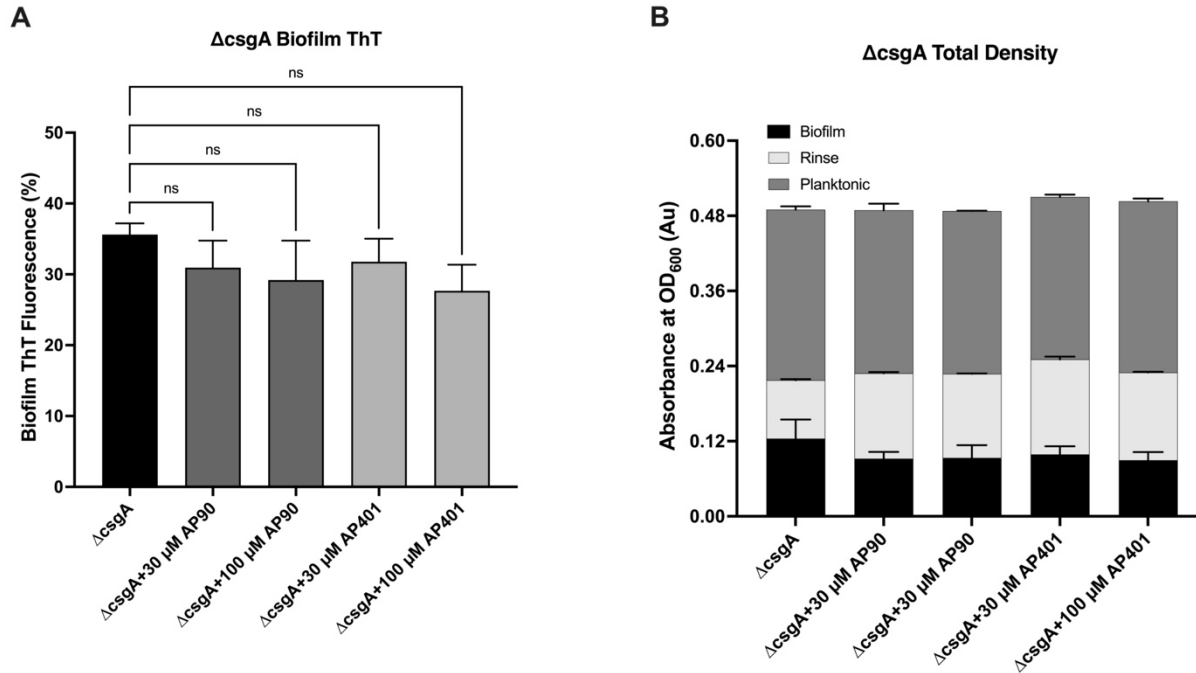 A
ΔcsgA Biofilm ThT
ns
ns
ns
ns
Biofilm ThT Fluorescence (%)
50
40
30
20
10
0
ΔcsgA
ΔcsgA+30 μM AP90
ΔcsgA+100 μM AP90
ΔcsgA+30 μM AP401
ΔcsgA+100 μM AP401
B
ΔcsgA Total Density
Biofilm
Rinse
Planktonic
Absorbance at OD600 (Au)
0.60
0.48
0.36
0.24
0.12
0.00
ΔcsgA
ΔcsgA+30 μM AP90
ΔcsgA+30 μM AP90
ΔcsgA+30 μM AP401
ΔcsgA+100 μM AP401